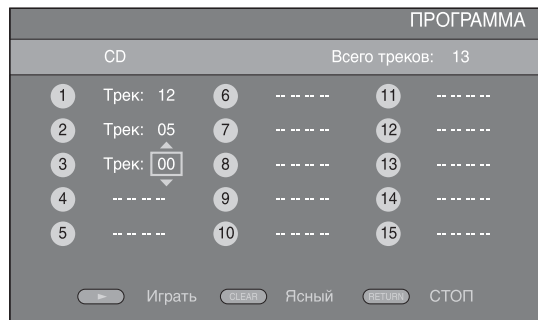 ПРОГРАММА
CD Всего треков: 13
1 Трек: 12 6 -- -- -- -- 11 -- -- -- --
2 Трек: 05 7 -- -- -- -- 12 -- -- -- --
3 Трек: 00 8 -- -- -- -- 13 -- -- -- --
4 -- -- -- -- 9 -- -- -- -- 14 -- -- -- --
5 -- -- -- -- 10 -- -- -- -- 15 -- -- -- --
Играть CLEAR Ясный RETURN СТОП